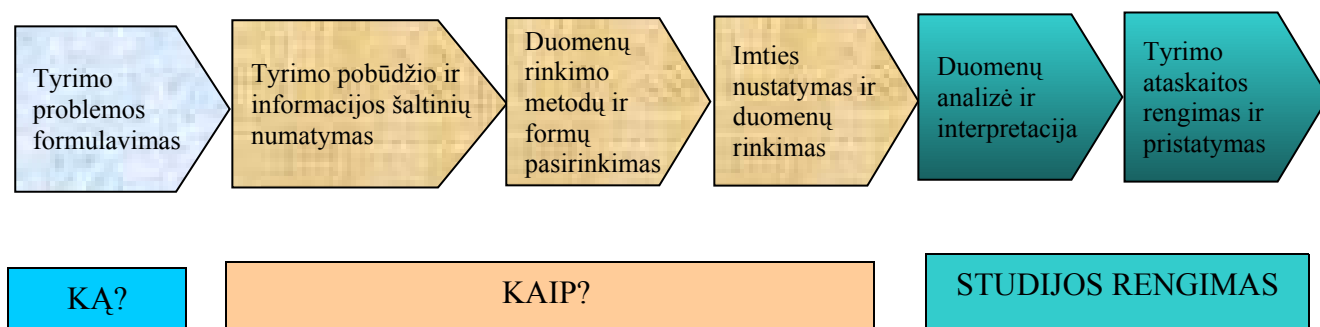 Tyrimo
problemos
formulavimas
Tyrimo pobūdžio ir
informacijos šaltinių
numatymas
Duomenų
rinkimo
metodų ir
formų
pasirinkimas
Imties
nustatymas ir
duomenų
rinkimas
Duomenų
analizė ir
interpretacija
Tyrimo
ataskaitos
rengimas ir
pristatymas
KĄ?
KAIP?
STUDIJOS RENGIMAS